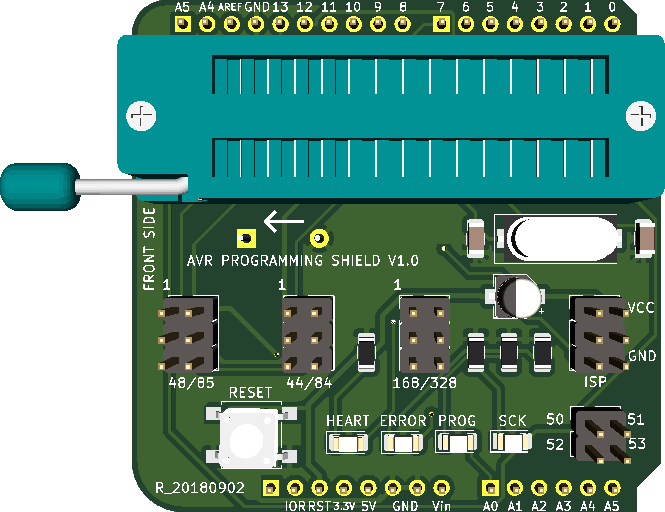 A5 A4 AREF GND 13 12 11 10 9 8 7 6 5 4 3 2 1 0
FRONT SIDE
AVR PROGRAMMING SHIELD V1.0
1 1 1
+
VCC
GND
48/85 44/84 168/328 ISP
RESET
HEART ERROR PROG SCK
50 51
52 53
R_20180902
IOR RST 3.3V 5V GND Vin A0 A1 A2 A3 A4 A5